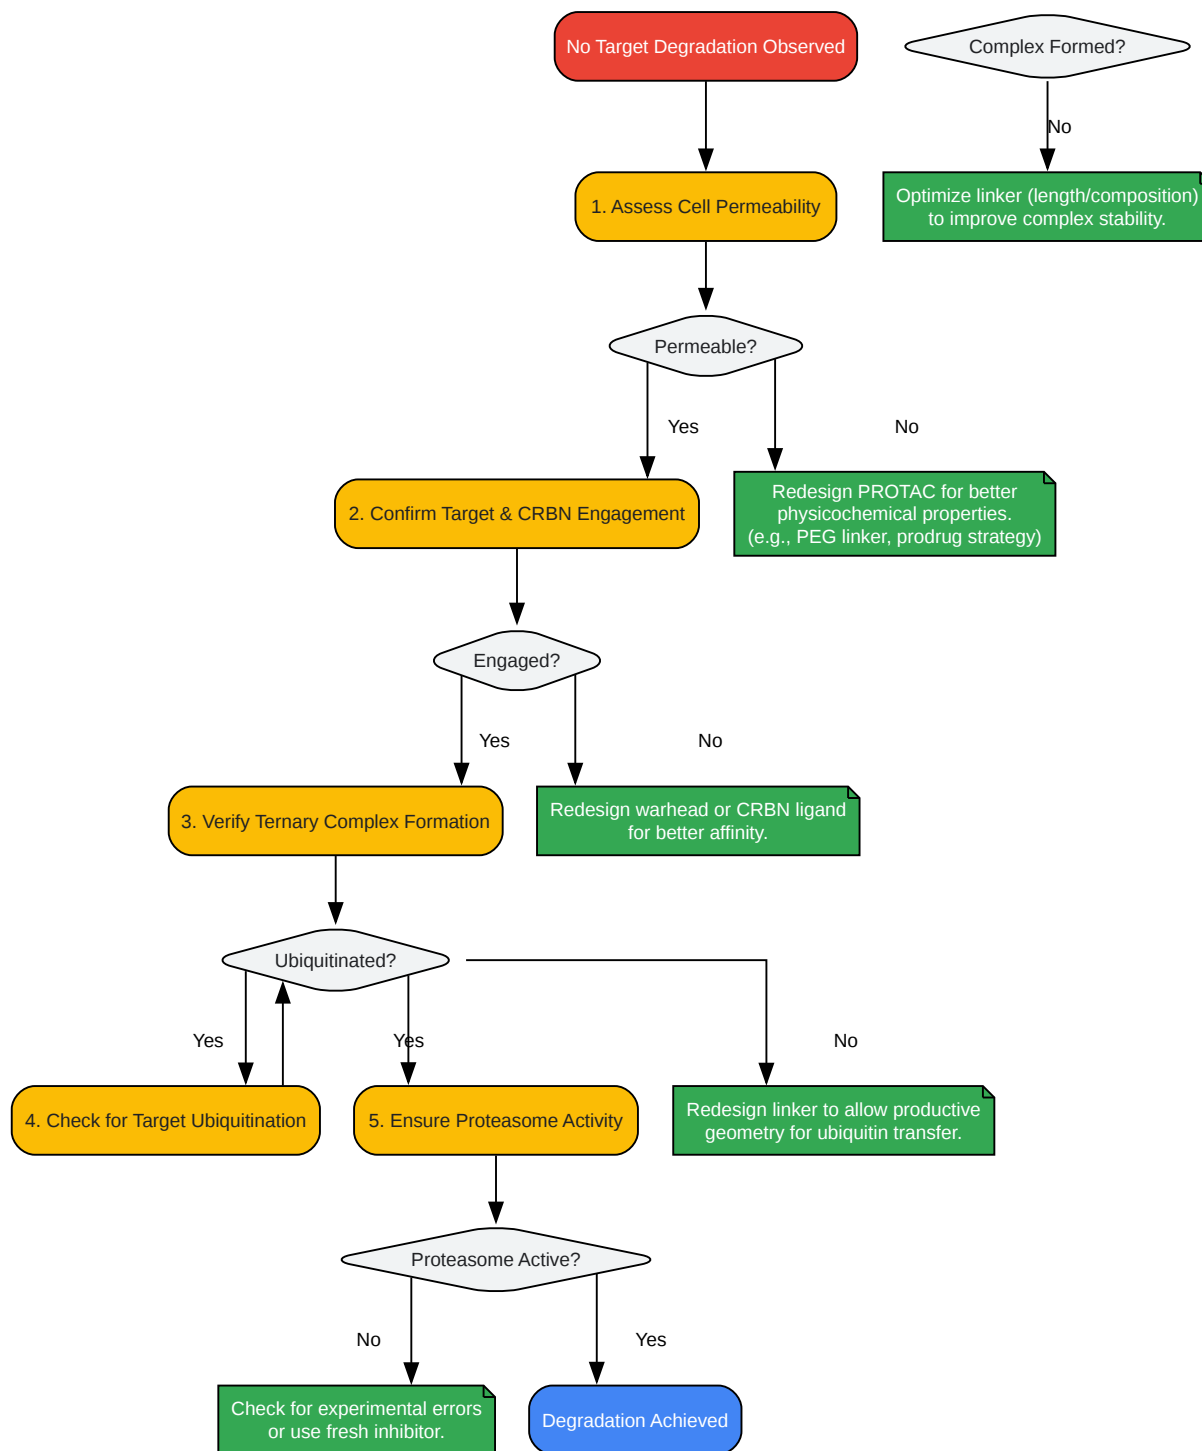 No Target Degradation Observed
Complex Formed?
No
1. Assess Cell Permeability
Optimize linker (length/composition)
to improve complex stability.
Permeable?
Yes
No
2. Confirm Target & CRBN Engagement
Redesign PROTAC for better
physicochemical properties.
(e.g., PEG linker, prodrug strategy)
Engaged?
Yes
No
3. Verify Ternary Complex Formation
Redesign warhead or CRBN ligand
for better affinity.
Ubiquitinated?
Yes
Yes
No
4. Check for Target Ubiquitination
5. Ensure Proteasome Activity
Redesign linker to allow productive
geometry for ubiquitin transfer.
Proteasome Active?
No
Yes
Check for experimental errors
or use fresh inhibitor.
Degradation Achieved